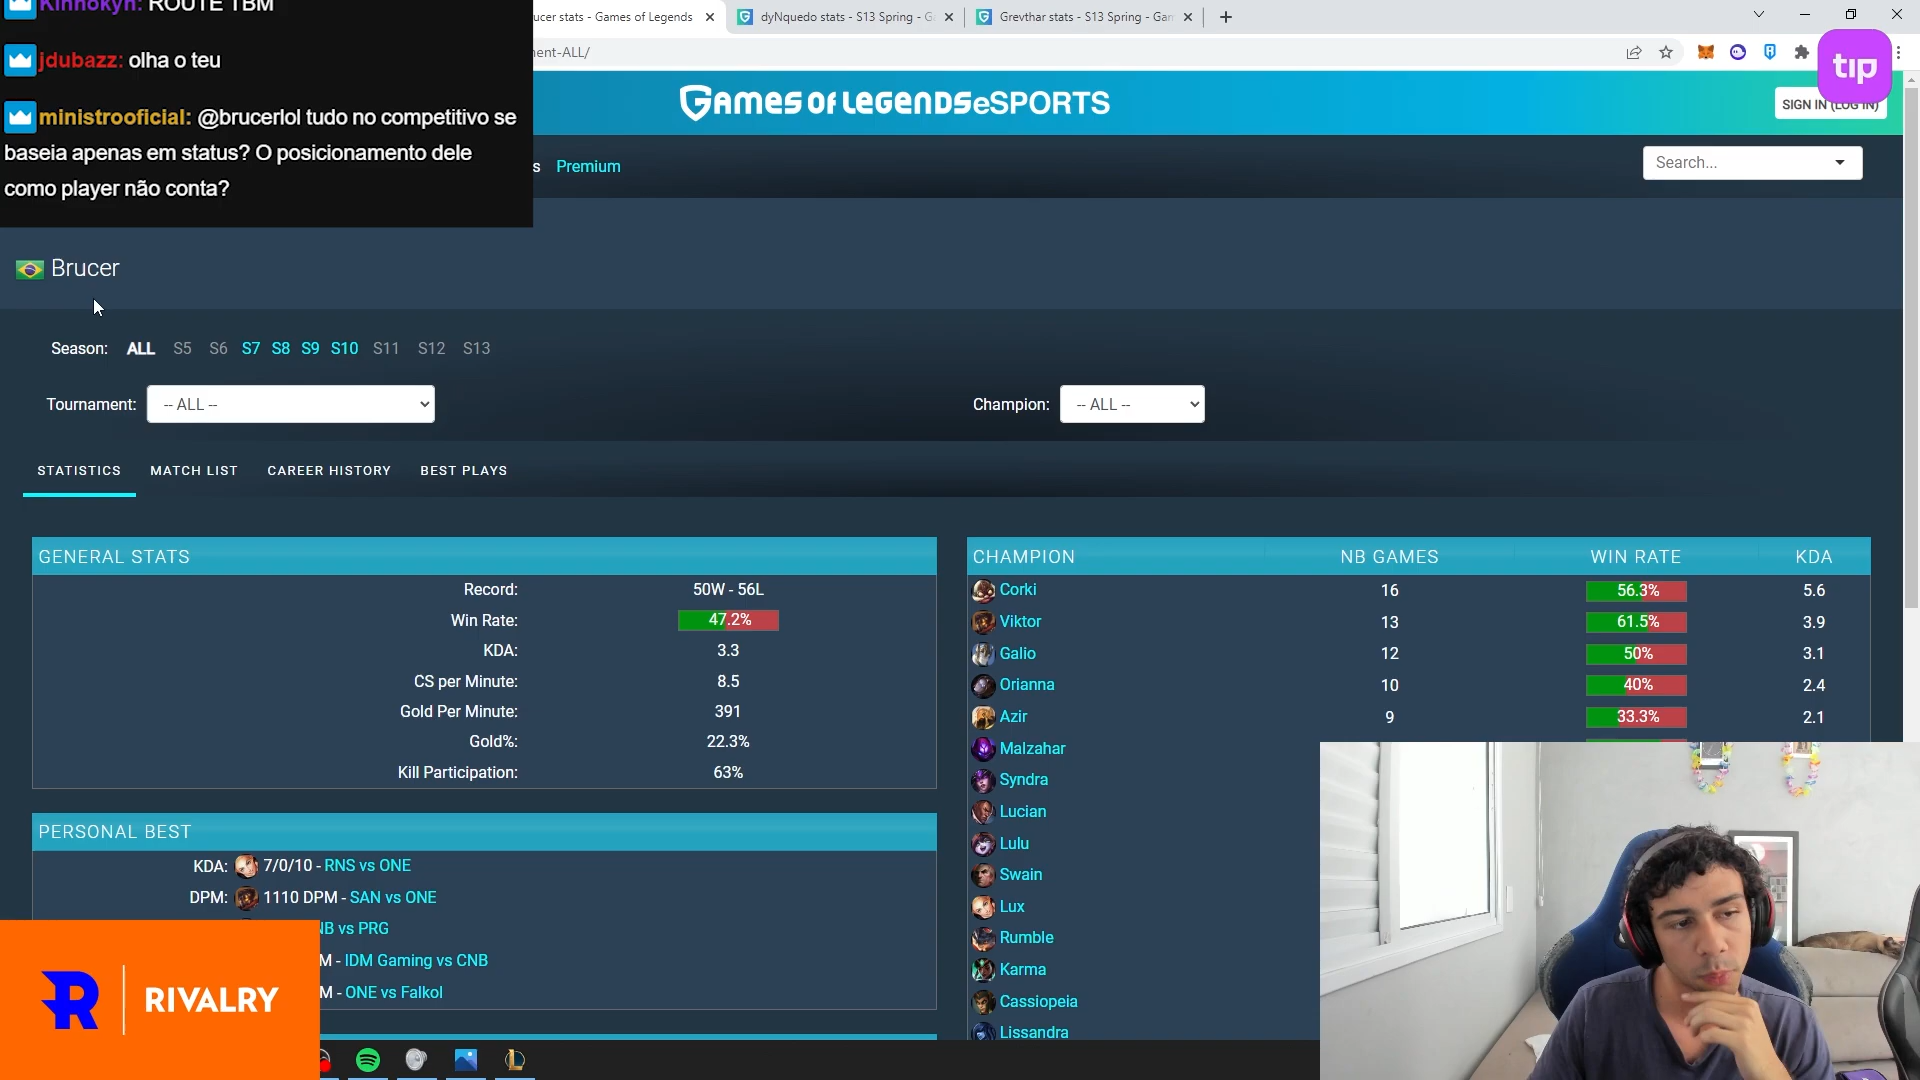 Kinnokyn: ROUTE TBM
jdubazz: olha o teu
ministrooficial: @brucerlol tudo no competitivo se
baseia apenas em status? O posicionamento dele
como player não conta?
ucer stats - Games of Legends
dyNquedo stats - S13 Spring - G
Grevthar stats - S13 Spring - Gam
ment-ALL/
tip
GAMES OF LEGENDS eSPORTS
SIGN IN (LOG IN)
s Premium
Search...
Brucer
Season: ALL S5 S6 S7 S8 S9 S10 S11 S12 S13
Tournament: -- ALL --
Champion: -- ALL --
STATISTICS MATCH LIST CAREER HISTORY BEST PLAYS
GENERAL STATS
Record: 50W - 56L
Win Rate: 47.2%
KDA: 3.3
CS per Minute: 8.5
Gold Per Minute: 391
Gold%: 22.3%
Kill Participation: 63%
PERSONAL BEST
KDA: 7/0/10 - RNS vs ONE
DPM: 1110 DPM - SAN vs ONE
NB vs PRG
M - IDM Gaming vs CNB
M - ONE vs Falkol
CHAMPION NB GAMES WIN RATE KDA
Corki 16 56.3% 5.6
Viktor 13 61.5% 3.9
Galio 12 50% 3.1
Orianna 10 40% 2.4
Azir 9 33.3% 2.1
Malzahar
Syndra
Lucian
Lulu
Swain
Lux
Rumble
Karma
Cassiopeia
Lissandra
R RIVALRY